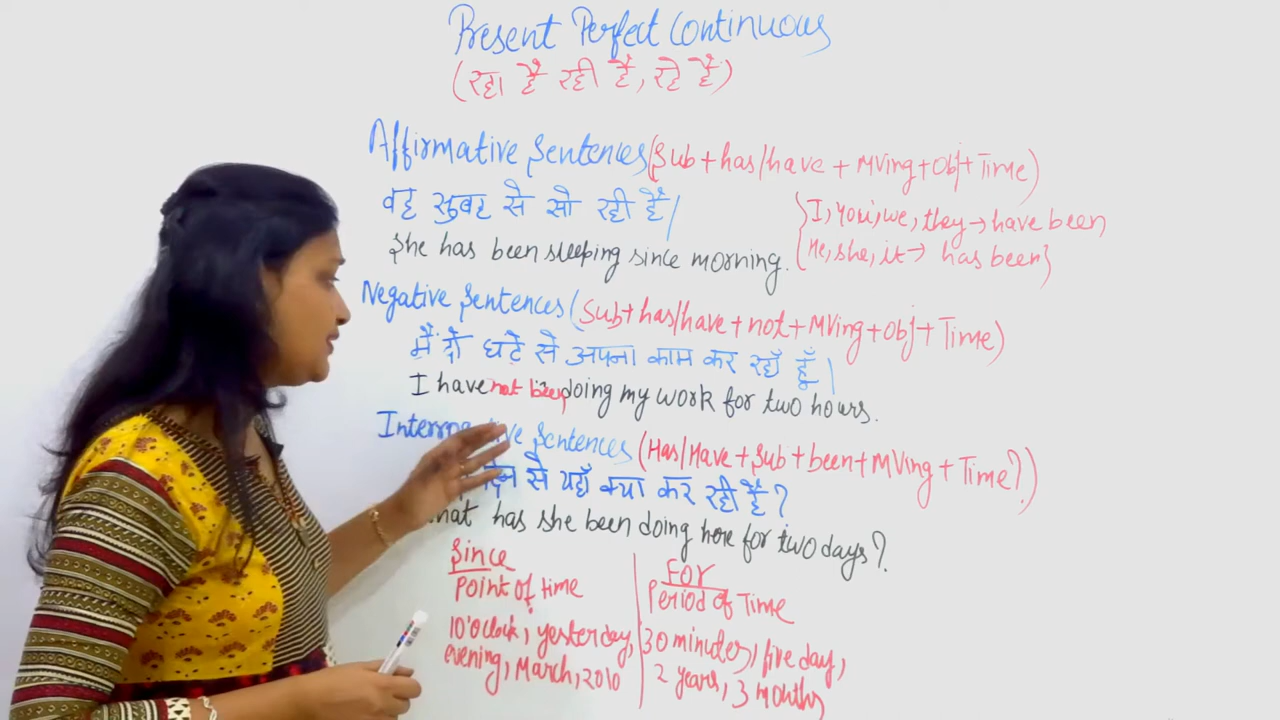 Present Perfect Continuous
(रहा है रही है, रहे हैं)
Affirmative Sentences (Sub + has/have + MVing + Obj + Time)
वह सुबह से सो रही है|
{I, you, we, they → have been
She has been sleeping since morning.
{He, she, it → has been}
Negative Sentences (Sub + has/have + not + MVing + Obj + Time)
मैं दो घंटे से अपना काम कर रहाँ हूँ|
I have not been doing my work for two hours.
Sentences (Has/Have + Sub + been + MVing + Time?)
से यहाँ क्या कर रही है?
has she been doing here for two days?
Since
Point of time
10'O clock, yesterday,
evening, March, 2010
For
Period of Time
30 minutes, five day,
2 years, 3 months